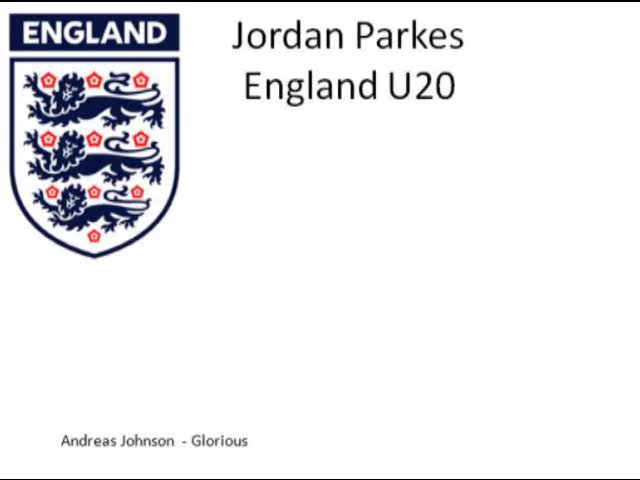 ENGLAND
Jordan Parkes
England U20
Andreas Johnson - Glorious